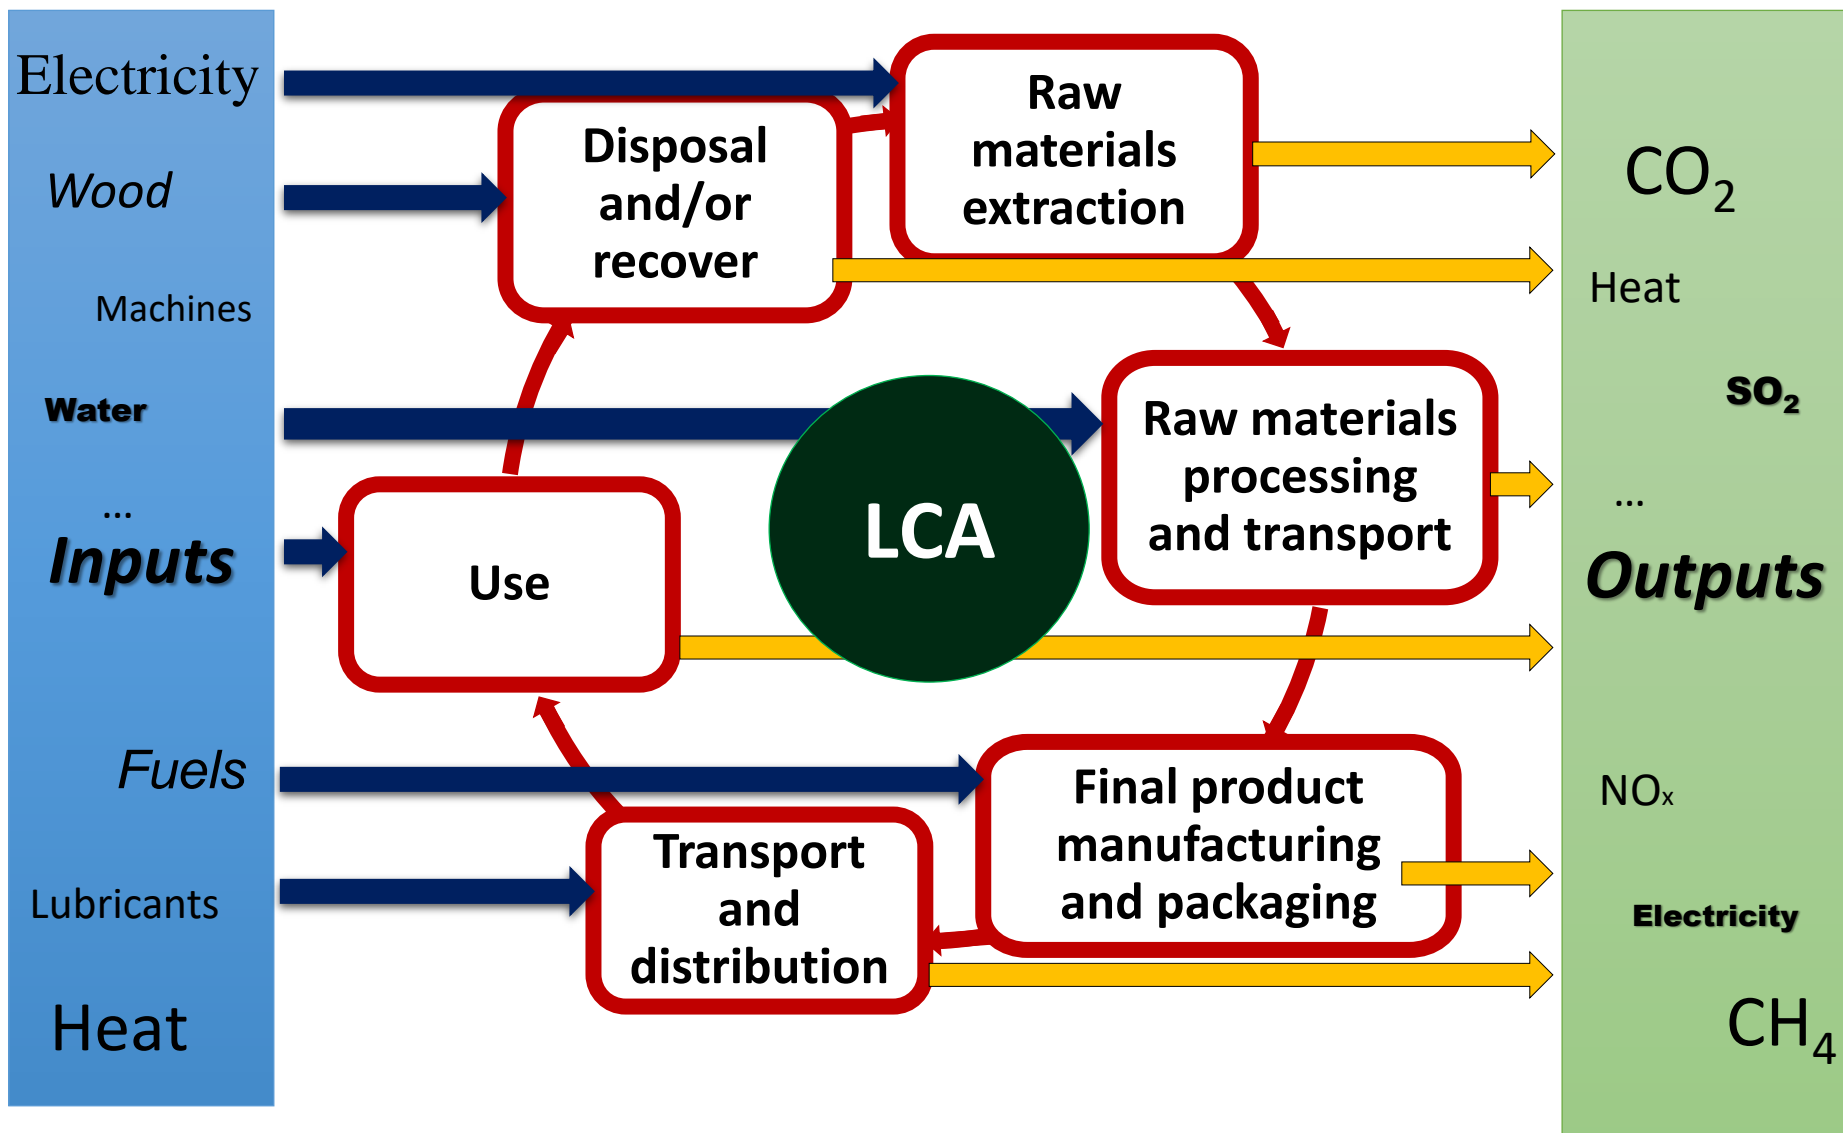 Electricity
Wood
Machines
Water
...
Inputs
Fuels
Lubricants
Heat
Disposal
and/or
recover
Raw
materials
extraction
Raw materials
processing
and transport
Final product
manufacturing
and packaging
Transport
and
distribution
Use
LCA
CO₂
Heat
SO₂
...
Outputs
NOₓ
Electricity
CH₄